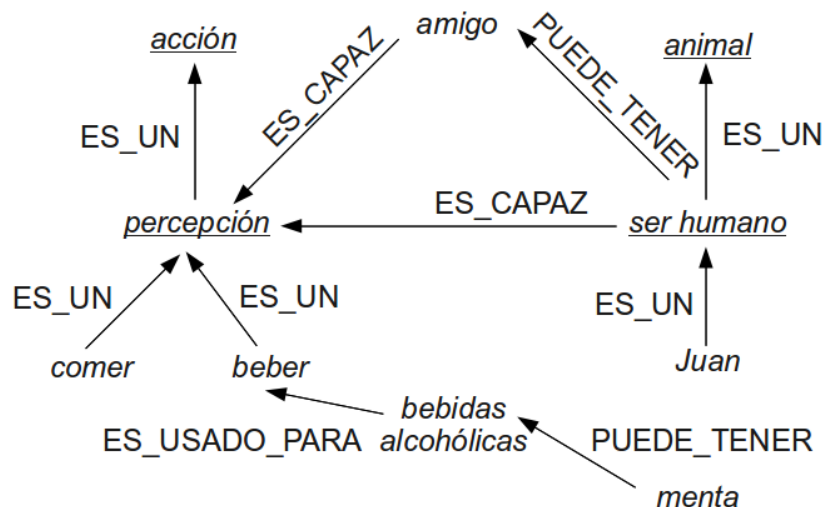 acción
amigo
animal
ES_CAPAZ
PUEDE_TENER
ES_UN
ES_UN
ES_CAPAZ
percepción
ser humano
ES_UN
ES_UN
ES_UN
comer
beber
Juan
bebidas
alcohólicas
ES_USADO_PARA
PUEDE_TENER
menta